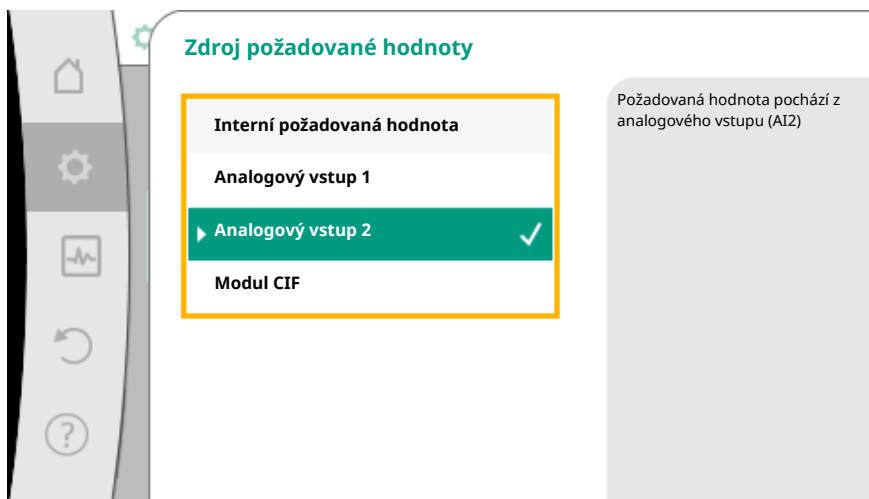 Zdroj požadované hodnoty
Interní požadovaná hodnota
Analogový vstup 1
Analogový vstup 2
Modul CIF
Požadovaná hodnota pochází z
analogového vstupu (AI2)
?